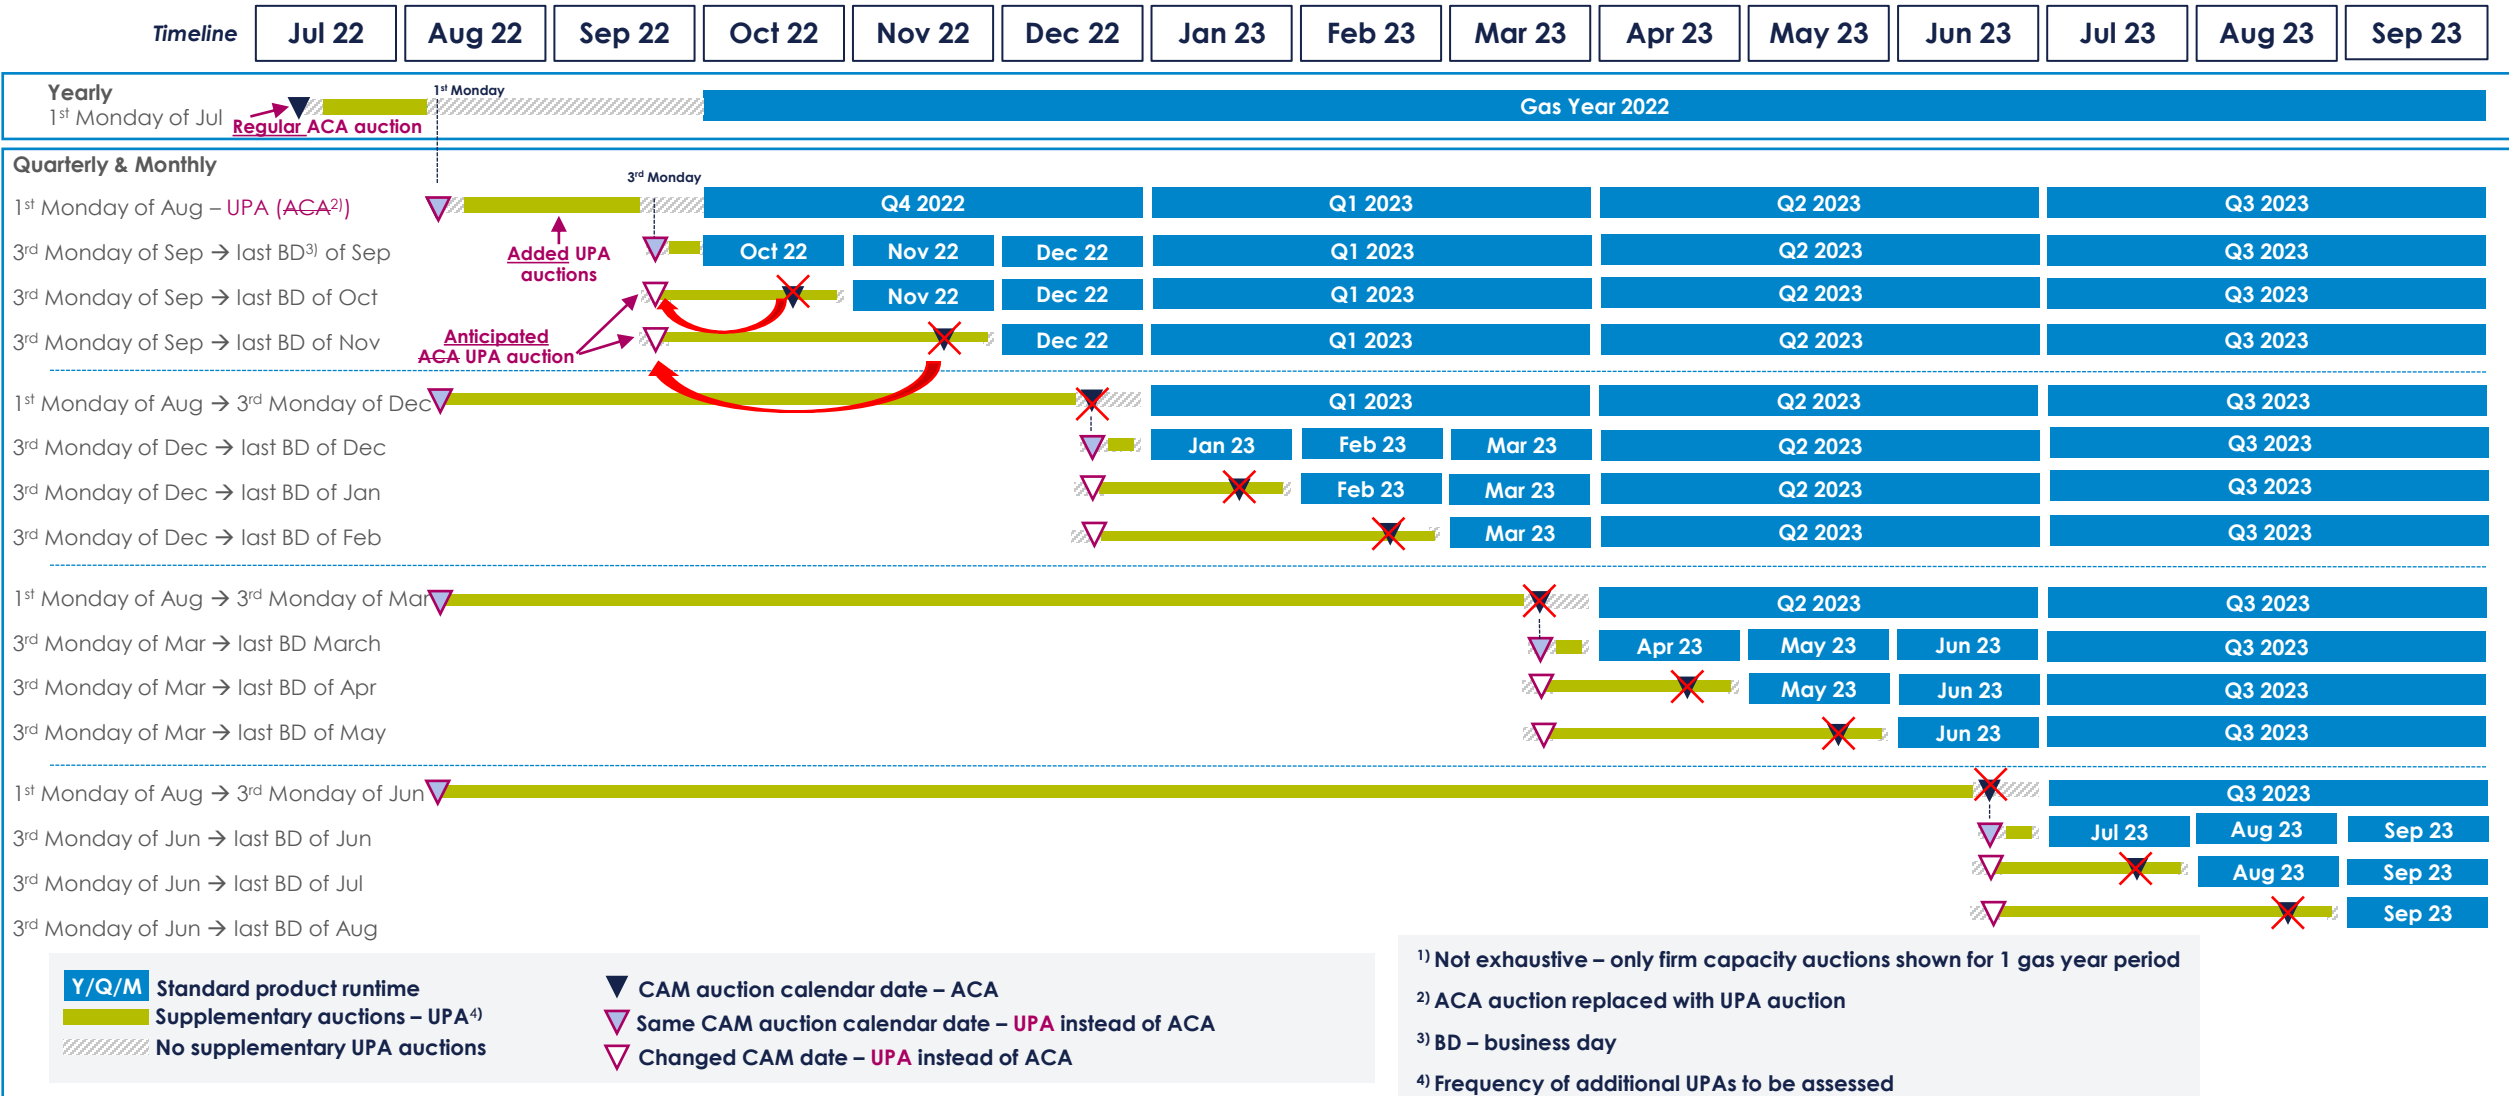 Timeline Jul 22 Aug 22 Sep 22 Oct 22 Nov 22 Dec 22 Jan 23 Feb 23 Mar 23 Apr 23 May 23 Jun 23 Jul 23 Aug 23 Sep 23
Yearly
1st Monday of Jul
Regular ACA auction
1st Monday
Gas Year 2022
Quarterly & Monthly
3rd Monday
1st Monday of Aug – UPA (ACA2))
Q4 2022 Q1 2023 Q2 2023 Q3 2023
3rd Monday of Sep → last BD3) of Sep
Added UPA
auctions
Oct 22 Nov 22 Dec 22 Q1 2023 Q2 2023 Q3 2023
3rd Monday of Sep → last BD of Oct
Nov 22 Dec 22 Q1 2023 Q2 2023 Q3 2023
3rd Monday of Sep → last BD of Nov
Anticipated
ACA UPA auction
Dec 22 Q1 2023 Q2 2023 Q3 2023
1st Monday of Aug → 3rd Monday of Dec
Q1 2023 Q2 2023 Q3 2023
3rd Monday of Dec → last BD of Dec
Jan 23 Feb 23 Mar 23 Q2 2023 Q3 2023
3rd Monday of Dec → last BD of Jan
Feb 23 Mar 23 Q2 2023 Q3 2023
3rd Monday of Dec → last BD of Feb
Mar 23 Q2 2023 Q3 2023
1st Monday of Aug → 3rd Monday of Mar
Q2 2023 Q3 2023
3rd Monday of Mar → last BD March
Apr 23 May 23 Jun 23 Q3 2023
3rd Monday of Mar → last BD of Apr
May 23 Jun 23 Q3 2023
3rd Monday of Mar → last BD of May
Jun 23 Q3 2023
1st Monday of Aug → 3rd Monday of Jun
Q3 2023
3rd Monday of Jun → last BD of Jun
Jul 23 Aug 23 Sep 23
3rd Monday of Jun → last BD of Jul
Aug 23 Sep 23
3rd Monday of Jun → last BD of Aug
Sep 23
Y/Q/M Standard product runtime
Supplementary auctions – UPA4)
No supplementary UPA auctions
CAM auction calendar date – ACA
Same CAM auction calendar date – UPA instead of ACA
Changed CAM date – UPA instead of ACA
1) Not exhaustive – only firm capacity auctions shown for 1 gas year period
2) ACA auction replaced with UPA auction
3) BD – business day
4) Frequency of additional UPAs to be assessed